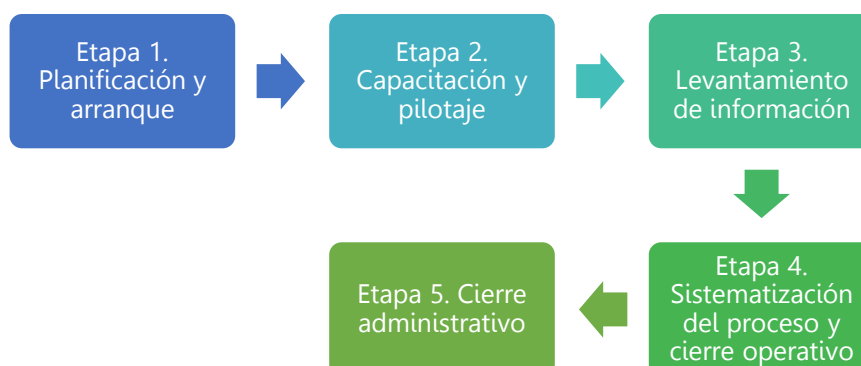 Etapa 1.
Planificación y
arranque
Etapa 2.
Capacitación y
pilotaje
Etapa 3.
Levantamiento
de información
Etapa 4.
Sistematización
del proceso y
cierre operativo
Etapa 5. Cierre
administrativo